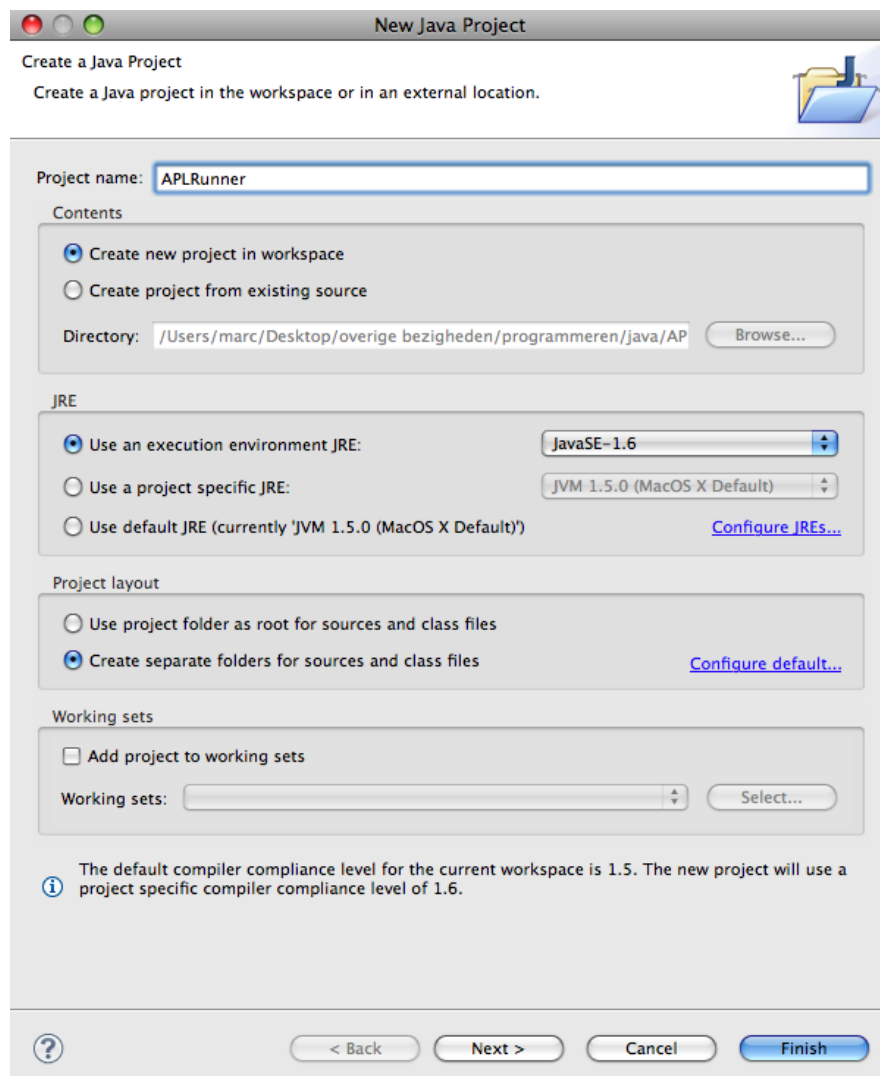 New Java Project
Create a Java Project
Create a Java project in the workspace or in an external location.
Project name: APLRunner
Contents
Create new project in workspace
Create project from existing source
Directory: /Users/marc/Desktop/overige bezigheden/programmeren/java/AP Browse...
JRE
Use an execution environment JRE: JavaSE-1.6
Use a project specific JRE: JVM 1.5.0 (MacOS X Default)
Use default JRE (currently 'JVM 1.5.0 (MacOS X Default)') Configure JREs...
Project layout
Use project folder as root for sources and class files
Create separate folders for sources and class files Configure default...
Working sets
Add project to working sets
Working sets: Select...
The default compiler compliance level for the current workspace is 1.5. The new project will use a
project specific compiler compliance level of 1.6.
? < Back Next > Cancel Finish